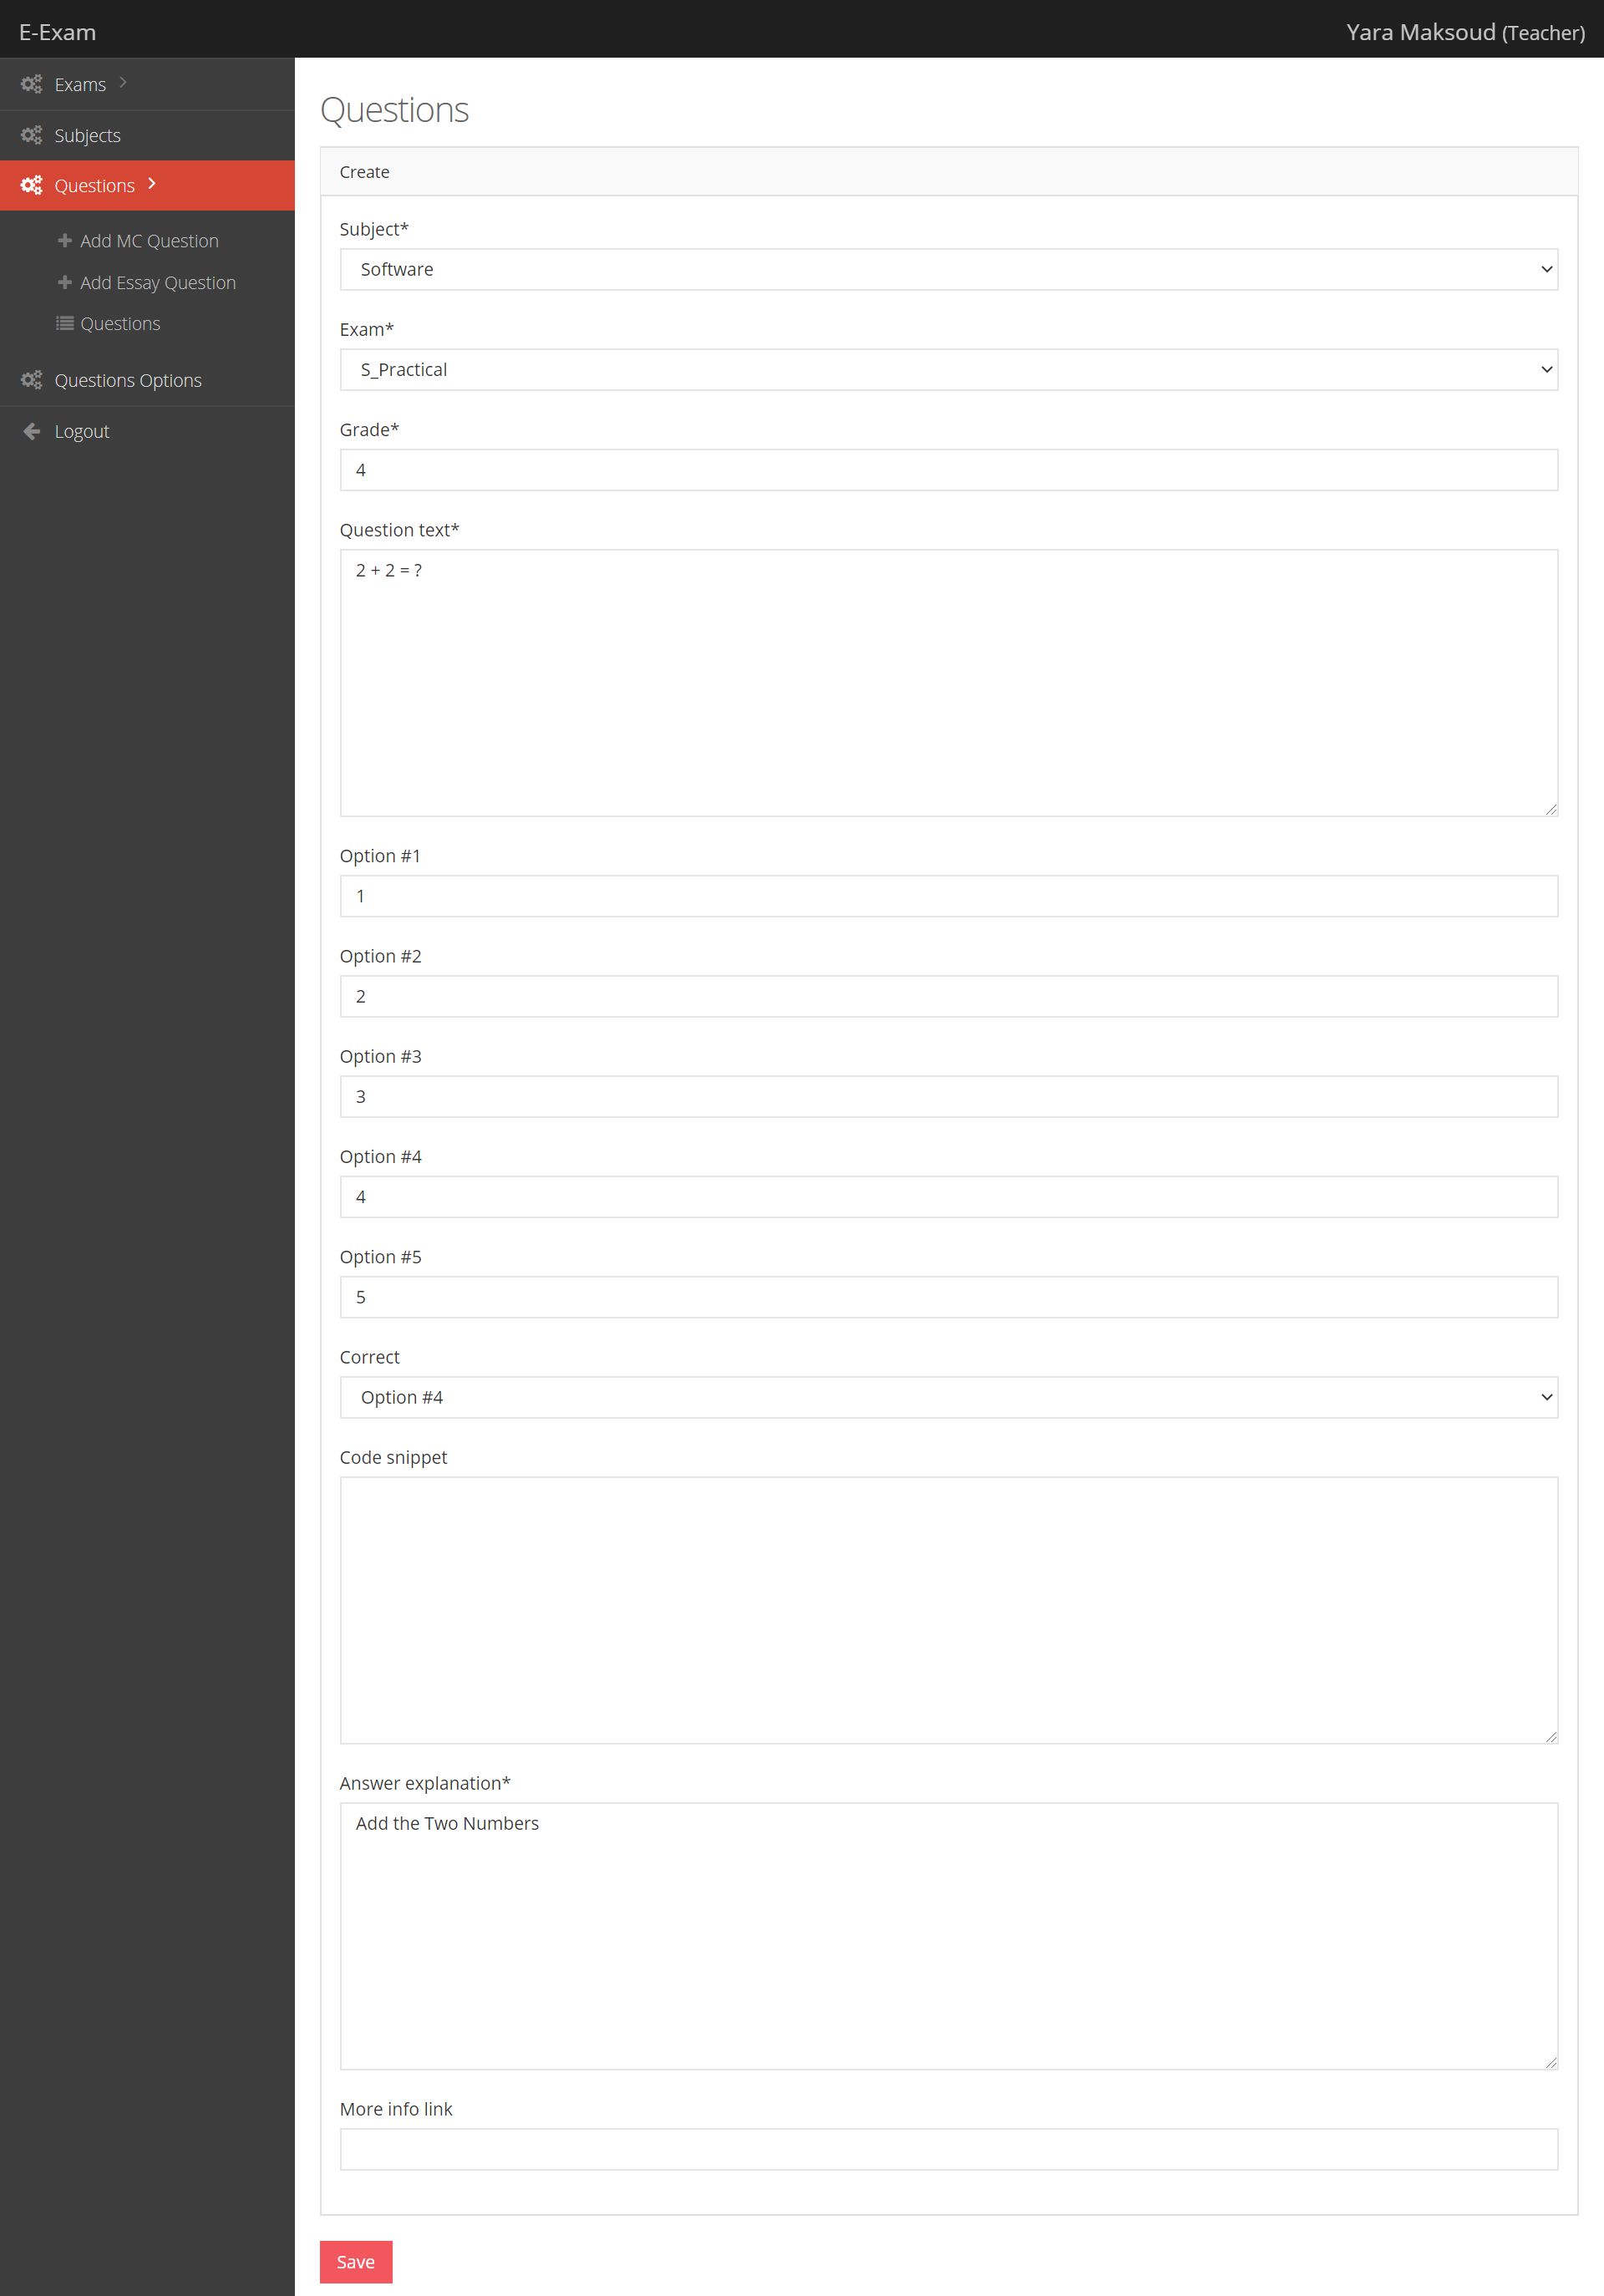 E-Exam
Yara Maksoud (Teacher)
Exams
Subjects
Questions
Add MC Question
Add Essay Question
Questions
Questions Options
Logout
Questions
Create
Subject*
Software
Exam*
S_Practical
Grade*
4
Question text*
2 + 2 = ?
Option #1
1
Option #2
2
Option #3
3
Option #4
4
Option #5
5
Correct
Option #4
Code snippet
Answer explanation*
Add the Two Numbers
More info link
Save